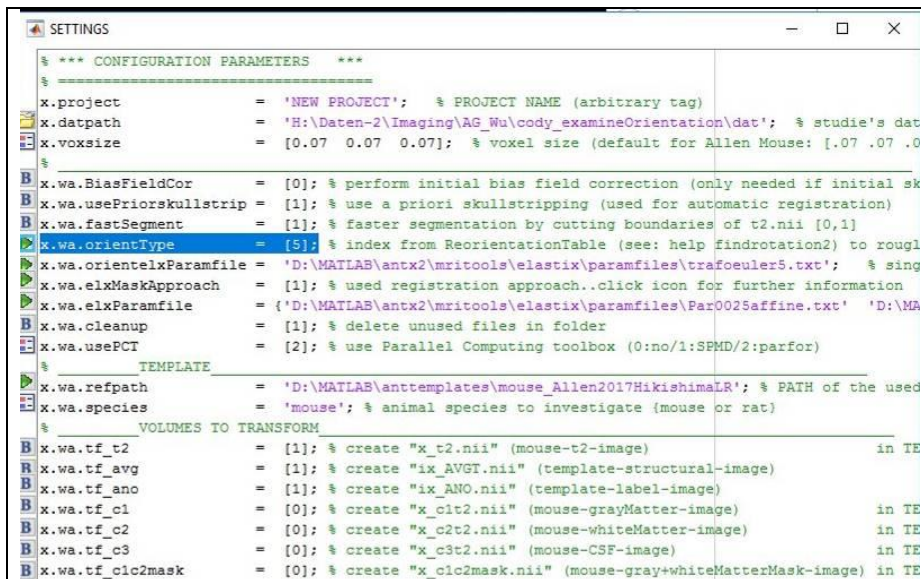 SETTINGS
% *** CONFIGURATION PARAMETERS ***
% ===================================
x.project = 'NEW PROJECT'; % PROJECT NAME (arbitrary tag)
x.datpath = 'H:\Daten-2\Imaging\AG_Wu\cody_examineOrientation\dat'; % studie's dat
x.voxsize = [0.07 0.07 0.07]; % voxel size (default for Allen Mouse: [.07 .07 .0
%
B x.wa.BiasFieldCor = [0]; % perform initial bias field correction (only needed if initial sk
B x.wa.usePriorskullstrip = [1]; % use a priori skullstripping (used for automatic registration)
B x.wa.fastSegment = [1]; % faster segmentation by cutting boundaries of t2.nii [0,1]
x.wa.orientType = [5]; % index from ReorientationTable (see: help findrotation2) to rougl
x.wa.orientelxParamfile = 'D:\MATLAB\antx2\mritools\elastix\paramfiles\trafoeuler5.txt'; % sing
x.wa.elxMaskApproach = [1]; % used registration approach..click icon for further information
x.wa.elxParamfile = {'D:\MATLAB\antx2\mritools\elastix\paramfiles\Par0025affine.txt' 'D:\MA
B x.wa.cleanup = [1]; % delete unused files in folder
x.wa.usePCT = [2]; % use Parallel Computing toolbox (0:no/1:SPMD/2:parfor)
% ________TEMPLATE________
x.wa.refpath = 'D:\MATLAB\anttemplates\mouse_Allen2017HikishimaLR'; % PATH of the used
x.wa.species = 'mouse'; % animal species to investigate {mouse or rat}
% ________VOLUMES TO TRANSFORM________
B x.wa.tf_t2 = [1]; % create "x_t2.nii" (mouse-t2-image) in TE
B x.wa.tf_avg = [1]; % create "ix_AVGT.nii" (template-structural-image)
B x.wa.tf_ano = [1]; % create "ix_ANO.nii" (template-label-image)
B x.wa.tf_c1 = [0]; % create "x_c1t2.nii" (mouse-grayMatter-image) in TE
B x.wa.tf_c2 = [0]; % create "x_c2t2.nii" (mouse-whiteMatter-image) in TE
B x.wa.tf_c3 = [0]; % create "x_c3t2.nii" (mouse-CSF-image) in TE
B x.wa.tf_c1c2mask = [0]; % create "x_c1c2mask.nii" (mouse-gray+whiteMatterMask-image) in TE